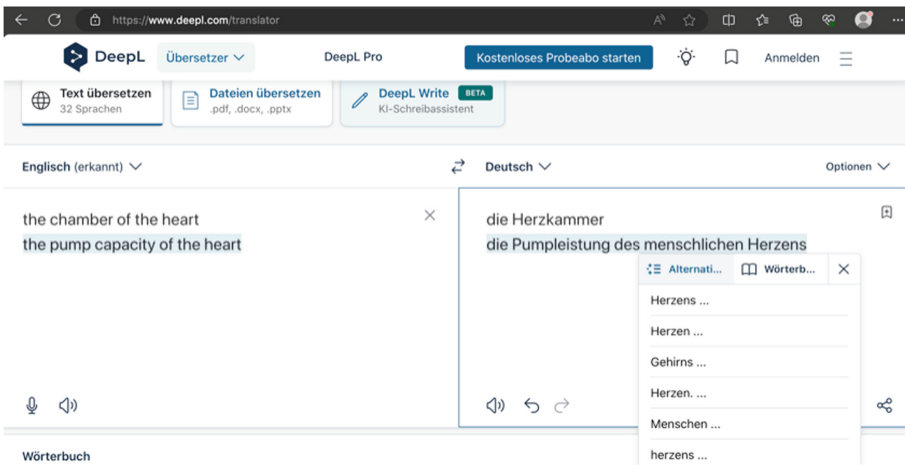 https://www.deepl.com/translator
DeepL Übersetzer DeepL Pro Kostenloses Probeabo starten Anmelden
Text übersetzen
32 Sprachen
Dateien übersetzen
.pdf, .docx, .pptx
DeepL Write BETA
KI-Schreibassistent
Englisch (erkannt) Deutsch Optionen
the chamber of the heart
the pump capacity of the heart
die Herzkammer
die Pumpleistung des menschlichen Herzens
Alternati... Wörterb...
Herzens ...
Herzen ...
Gehirns ...
Herzen. ...
Menschen ...
herzens ...
Wörterbuch